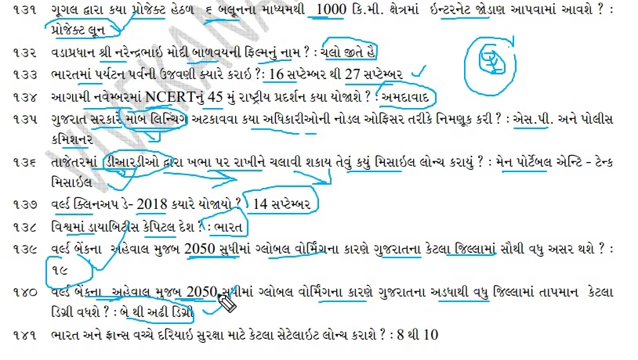 ૧૩૧ ગૂગલ દ્વારા કયા પ્રોજેક્ટ હેઠળ ૬ બલૂનના માધ્યમથી 1000 કિ.મી. ક્ષેત્રમાં ઇન્ટરનેટ જોડાણ આપવામાં આવશે ? :
પ્રોજેક્ટ લૂન
૧૩૨ વડાપ્રધાન શ્રી નરેન્દ્રભાઇ મોદી બાળવયની ફિલ્મનું નામ ? : ચલો જીતે હૈ
૧૩૩ ભારતમાં પર્યટન પર્વની ઉજવણી ક્યારે કરાઇ ?: 16 સપ્ટેમ્બર થી 27 સપ્ટેમ્બર
૧૩૪ આગામી નવેમ્બરમાં NCERTનું 45 મું રાષ્ટ્રીય પ્રદર્શન કયા યોજાશે ? : અમદાવાદ
૧૩૫ ગુજરાત સરકારે મોબ લિન્ચિંગ અટકાવવા કયા અધિકારીઓની નોડલ ઓફિસર તરીકે નિમણૂક કરી ? : એસ.પી. અને પોલીસ
કમિશનર
૧૩૬ તાજેતરમાં ડીઆરડીઓ દ્વારા ખભા પર રાખીને ચલાવી શકાય તેવું કયું મિસાઇલ લોન્ચ કરાયું ? : મેન પોર્ટેબલ એન્ટિ - ટેન્ક
મિસાઇલ
૧૩૭ વર્લ્ડ ક્લિનઅપ ડે- 2018 કયારે યોજાયો ? 14 સપ્ટેમ્બર
૧૩૮ વિશ્વમાં ડાયાબિટીસ કેપિટલ દેશ ? : ભારત
૧૩૯ વર્લ્ડ બેંકના અહેવાલ મુજબ 2050 સુધીમાં ગ્લોબલ વોર્મિંગના કારણે ગુજરાતના કેટલા જિલ્લામાં સૌથી વધુ અસર થશે ? :
૧૯
૧૪૦ વર્લ્ડ બેંકના અહેવાલ મુજબ 2050 સુધીમાં ગ્લોબલ વોર્મિંગના કારણે ગુજરાતના અડધાથી વધુ જિલ્લામાં તાપમાન કેટલા
ડિગ્રી વધશે ? : બે થી અઢી ડિગ્રી
૧૪૧ ભારત અને ફ્રાન્સ વચ્ચે દરિયાઇ સુરક્ષા માટે કેટલા સેટેલાઇટ લોન્ચ કરાશે ? : 8 થી 10